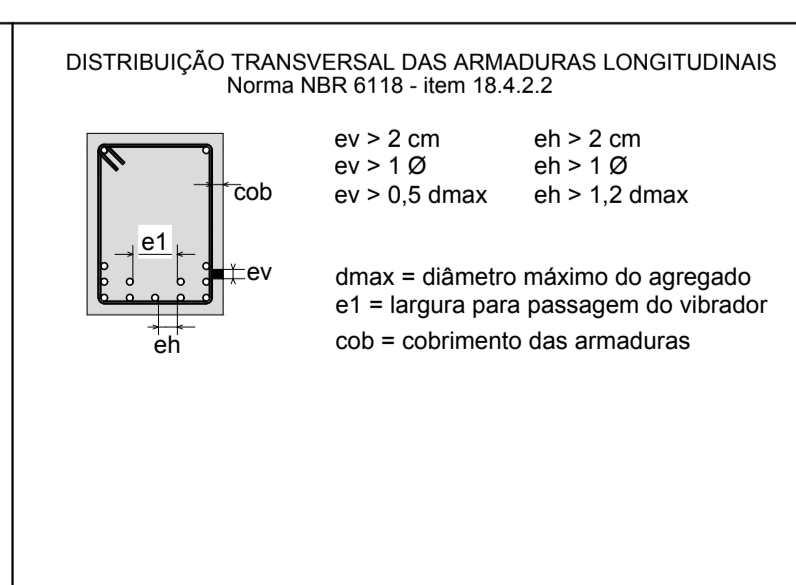 DISTRIBUIÇÃO TRANSVERSAL DAS ARMADURAS LONGITUDINAIS
Norma NBR 6118 - item 18.4.2.2
ev > 2 cm eh > 2 cm
ev > 1 Ø eh > 1 Ø
ev > 0,5 dmax eh > 1,2 dmax
cob
e1
ev
eh
dmax = diâmetro máximo do agregado
e1 = largura para passagem do vibrador
cob = cobrimento das armaduras